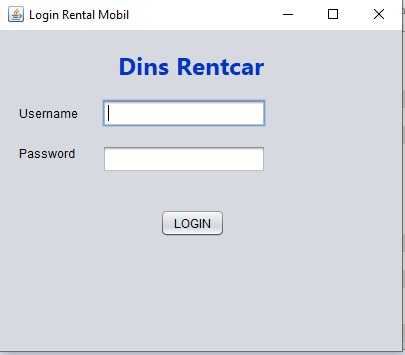 Login Rental Mobil
Dins Rentcar
Username
Password
LOGIN